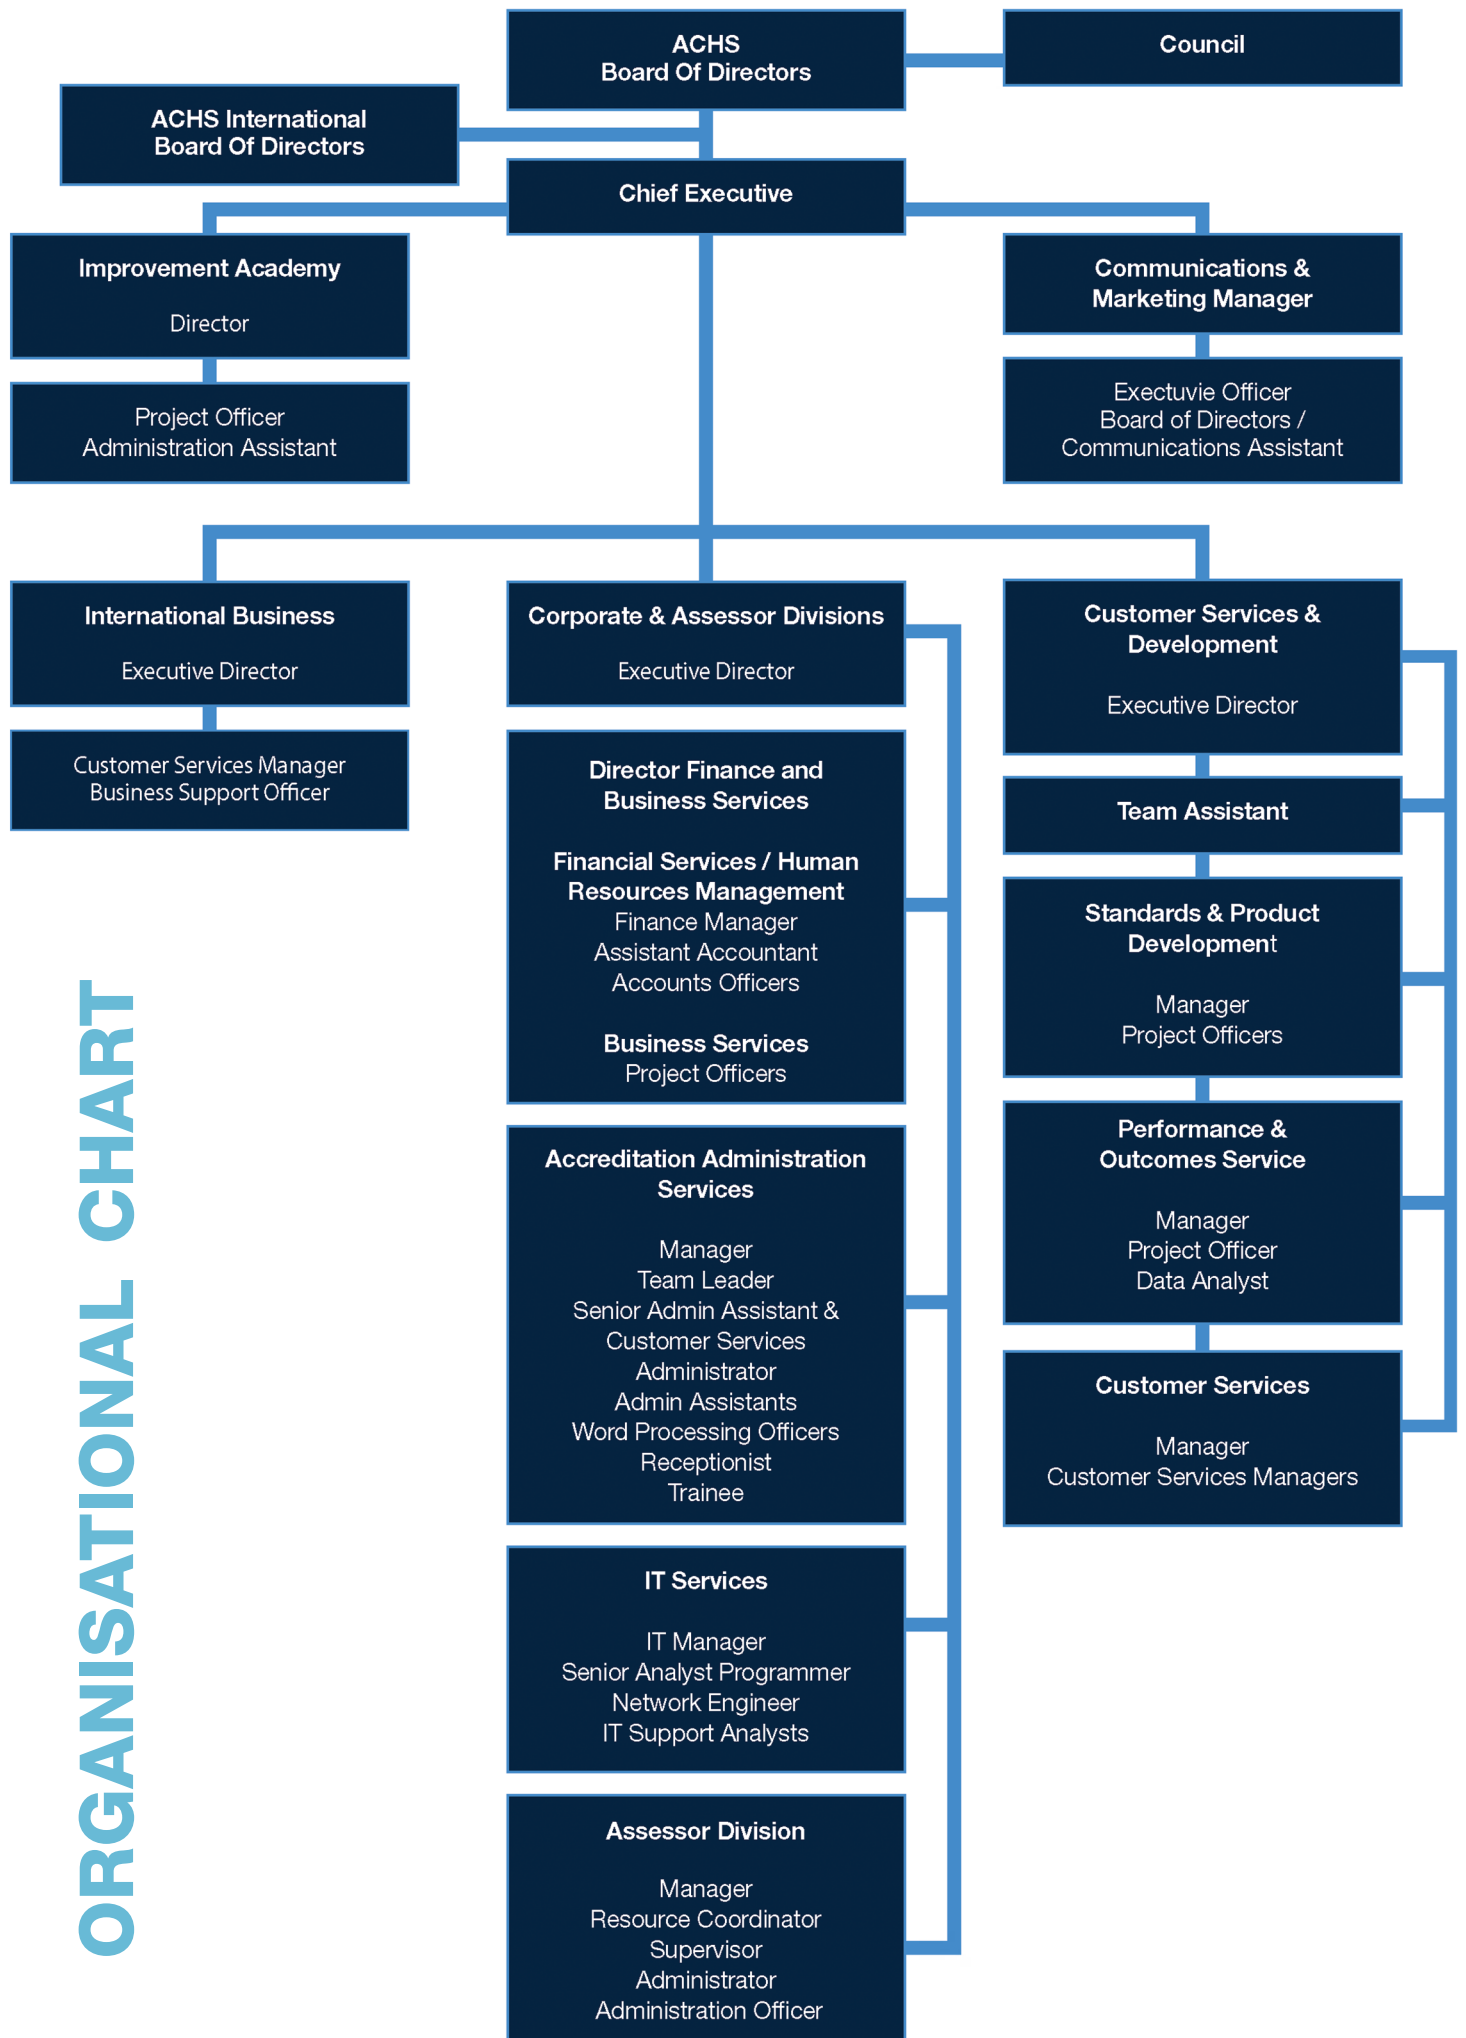 ACHS
Board Of Directors
Council
ACHS International
Board Of Directors
Chief Executive
Improvement Academy
Director
Project Officer
Administration Assistant
Communications &
Marketing Manager
Exectuvie Officer
Board of Directors /
Communications Assistant
International Business
Executive Director
Customer Services Manager
Business Support Officer
Corporate & Assessor Divisions
Executive Director
Director Finance and
Business Services
Financial Services / Human
Resources Management
Finance Manager
Assistant Accountant
Accounts Officers
Business Services
Project Officers
Accreditation Administration
Services
Manager
Team Leader
Senior Admin Assistant &
Customer Services
Administrator
Admin Assistants
Word Processing Officers
Receptionist
Trainee
IT Services
IT Manager
Senior Analyst Programmer
Network Engineer
IT Support Analysts
Assessor Division
Manager
Resource Coordinator
Supervisor
Administrator
Administration Officer
Customer Services &
Development
Executive Director
Team Assistant
Standards & Product
Development
Manager
Project Officers
Performance &
Outcomes Service
Manager
Project Officer
Data Analyst
Customer Services
Manager
Customer Services Managers
ORGANISATIONAL CHART